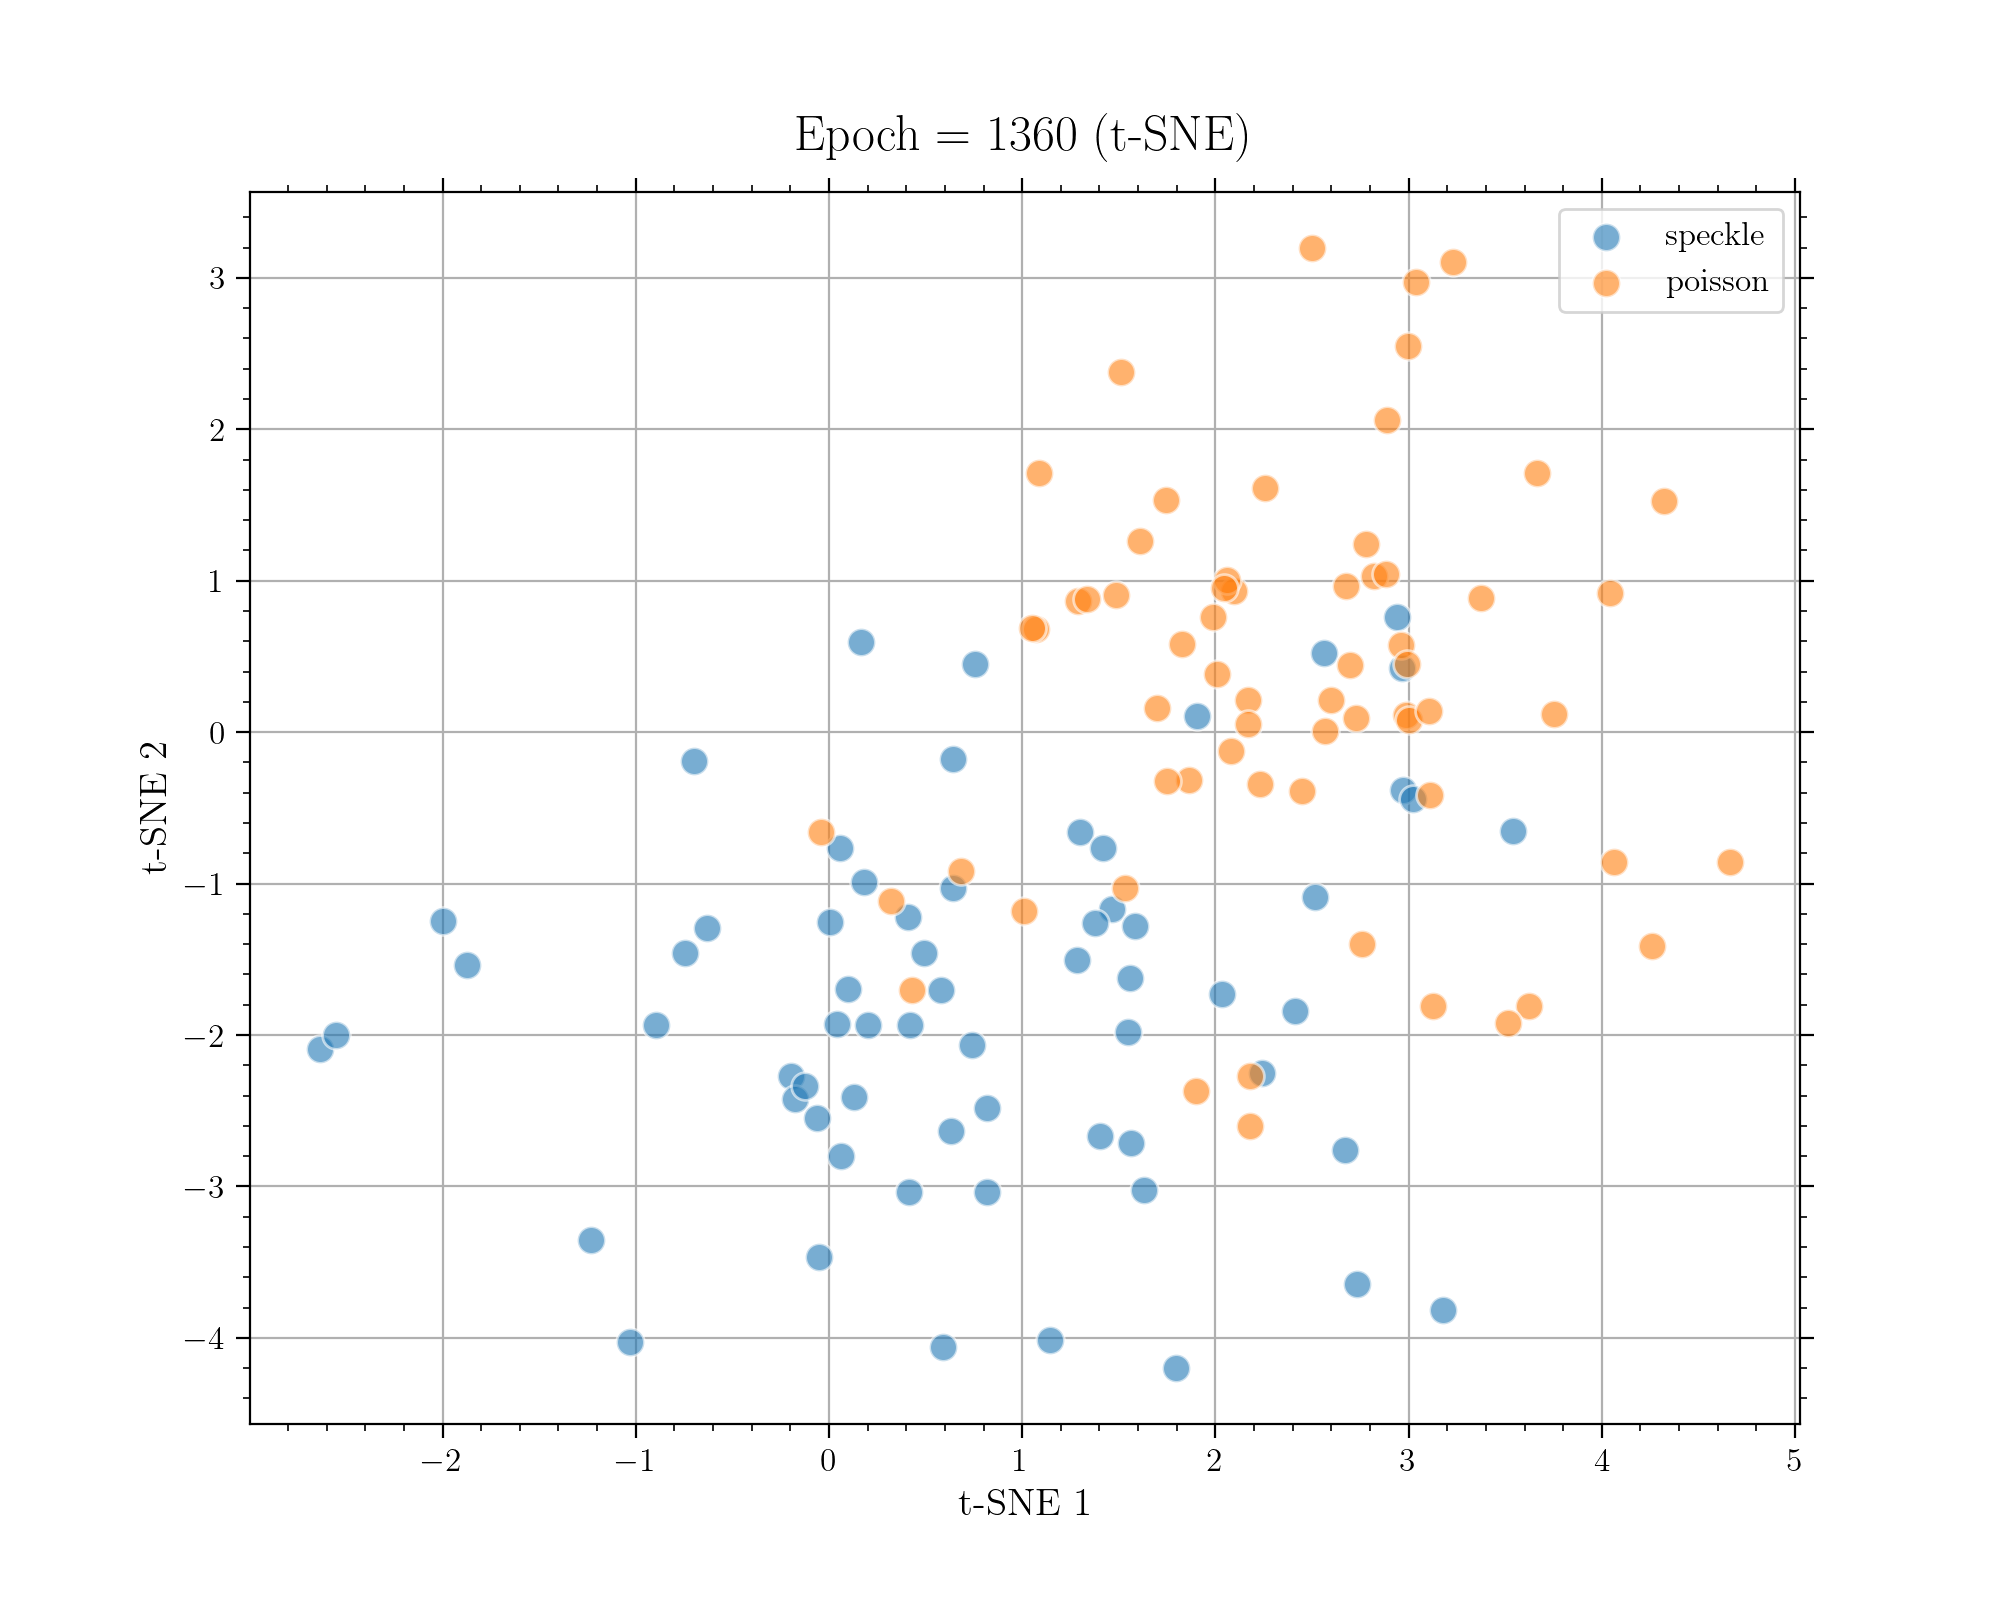 Epoch = 1360 (t-SNE)
speckle
poisson
3
2
1
0
−1
−2
−3
−4
t-SNE 2
−2 −1 0 1 2 3 4 5
t-SNE 1